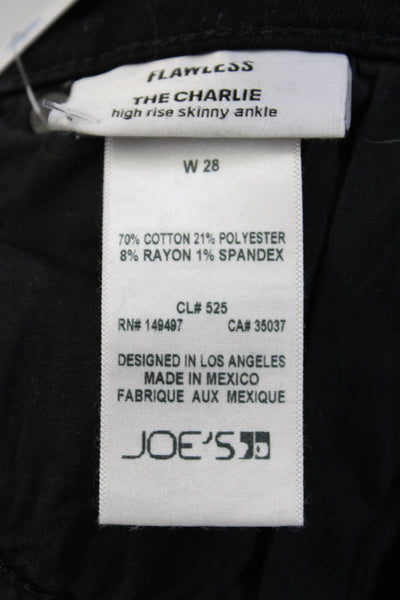 FLAWLESS
THE CHARLIE
high rise skinny ankle
W 28
70% COTTON 21% POLYESTER
8% RAYON 1% SPANDEX
CL# 525
RN# 149497 CA# 35037
DESIGNED IN LOS ANGELES
MADE IN MEXICO
FABRIQUE AUX MEXIQUE
JOE'S